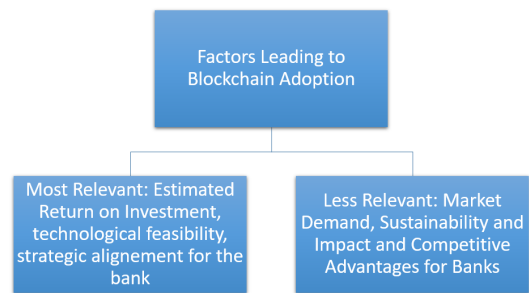 Factors Leading to
Blockchain Adoption
Most Relevant: Estimated
Return on Investment,
technological feasibility,
strategic alignement for the
bank
Less Relevant: Market
Demand, Sustainability and
Impact and Competitive
Advantages for Banks